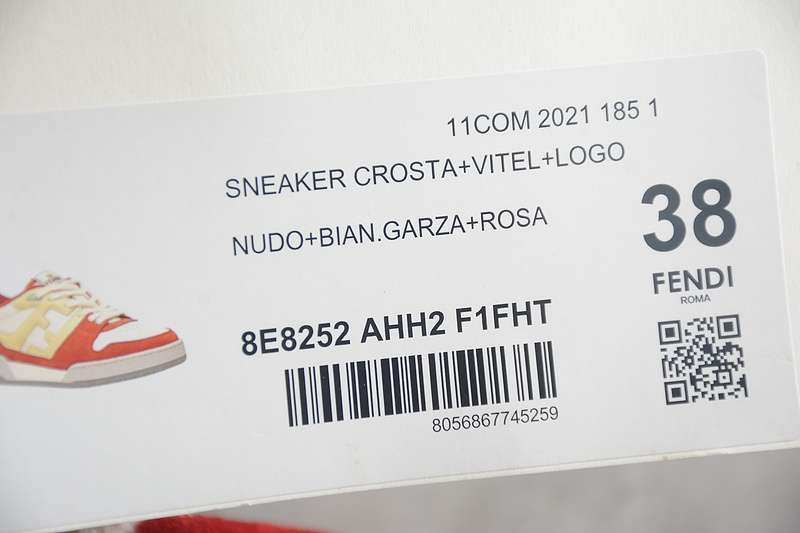 11COM 2021 185 1
SNEAKER CROSTA+VITEL+LOGO
NUDO+BIAN.GARZA+ROSA
38
FENDI
ROMA
8E8252 AHH2 F1FHT
8056867745259